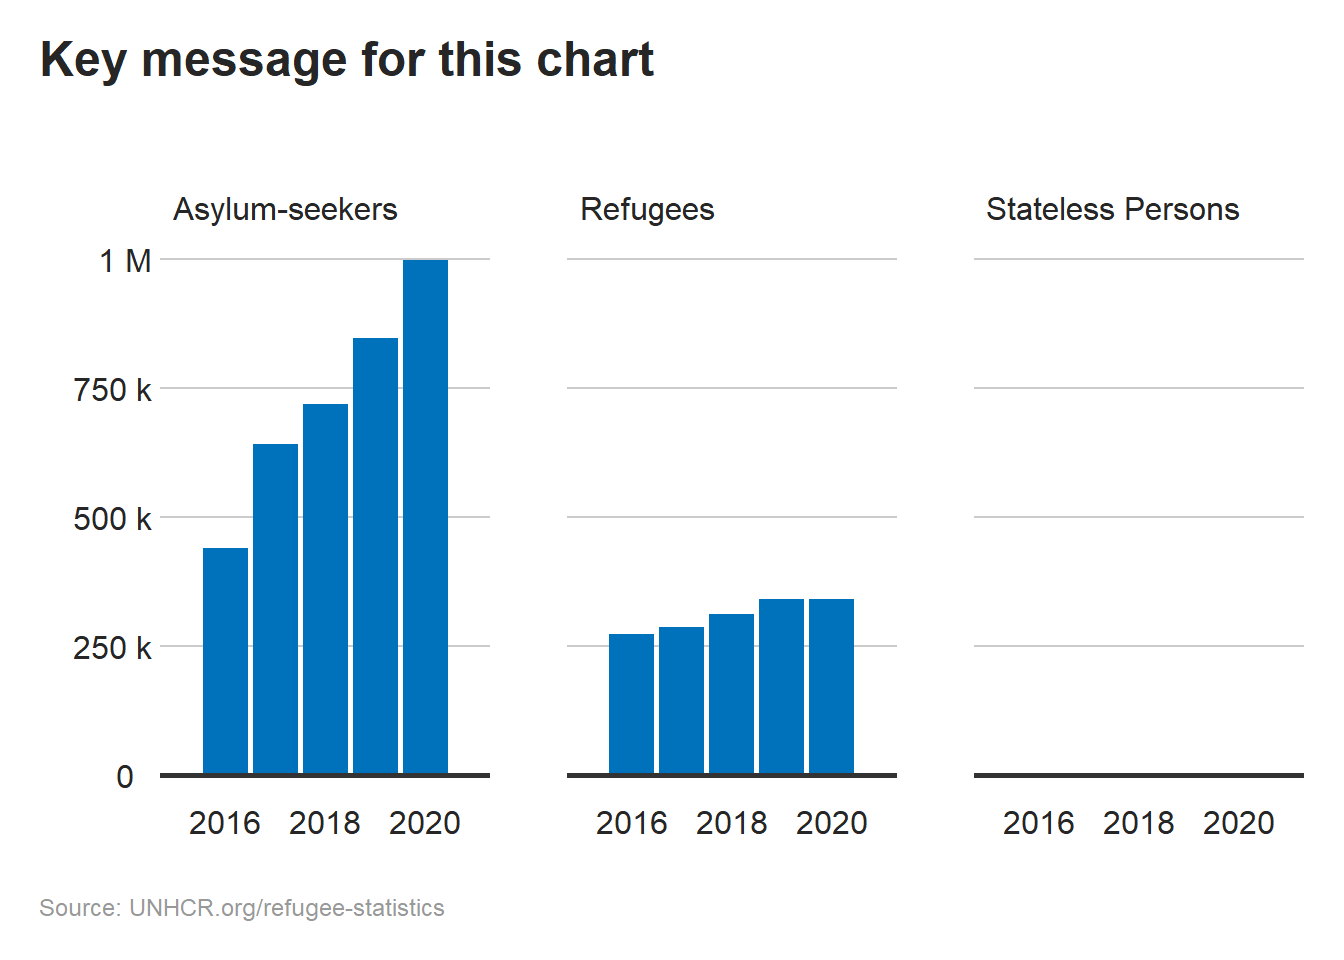 Key message for this chart
Asylum-seekers Refugees Stateless Persons
1 M
750 k
500 k
250 k
0
2016 2018 2020 2016 2018 2020 2016 2018 2020
Source: UNHCR.org/refugee-statistics